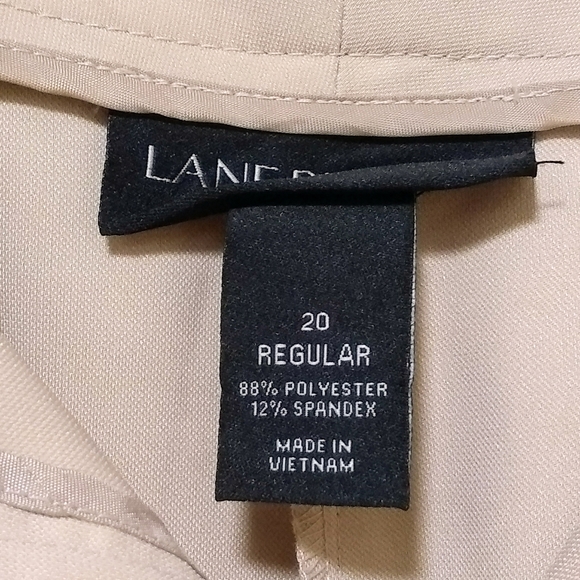 LANE
20
REGULAR
88% POLYESTER
12% SPANDEX
MADE IN
VIETNAM